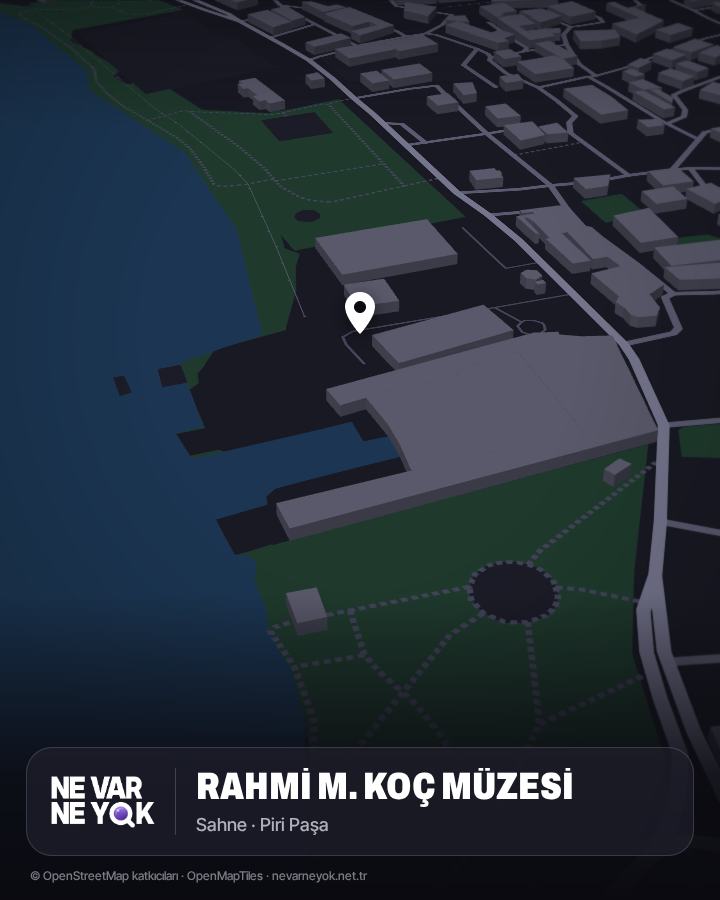 NE VAR
NE YOK
RAHMİ M. KOÇ MÜZESİ
Sahne · Piri Paşa
© OpenStreetMap katkıcıları · OpenMapTiles · nevarneyok.net.tr